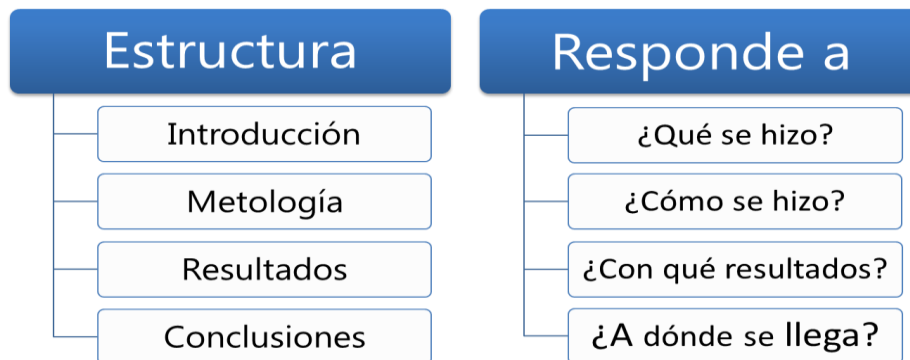 Estructura
Introducción
Metología
Resultados
Conclusiones
Responde a
¿Qué se hizo?
¿Cómo se hizo?
¿Con qué resultados?
¿A dónde se llega?